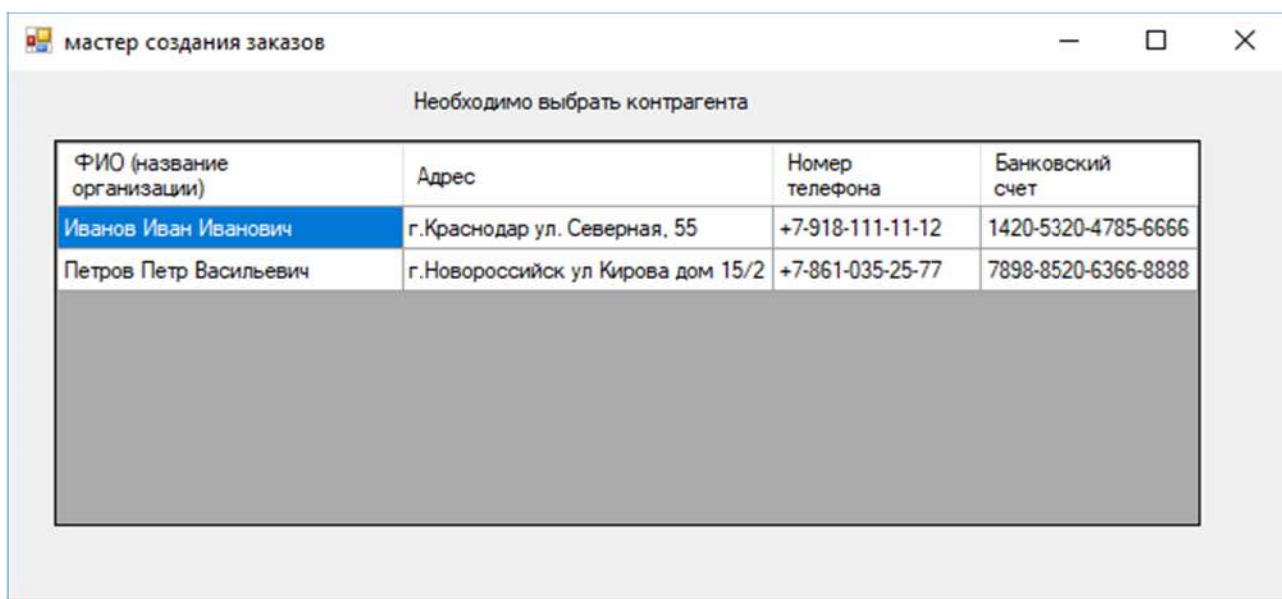 мастер создания заказов
Необходимо выбрать контрагента
ФИО (название
организации)
Адрес
Номер
телефона
Банковский
счет
Иванов Иван Иванович г.Краснодар ул. Северная, 55 +7-918-111-11-12 1420-5320-4785-6666
Петров Петр Васильевич г.Новороссийск ул Кирова дом 15/2 +7-861-035-25-77 7898-8520-6366-8888